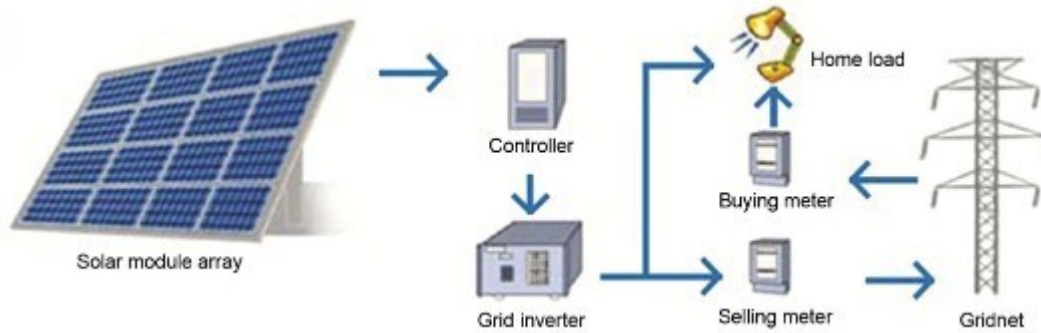 Home load
Controller
Buying meter
Solar module array
Grid inverter
Selling meter
Gridnet